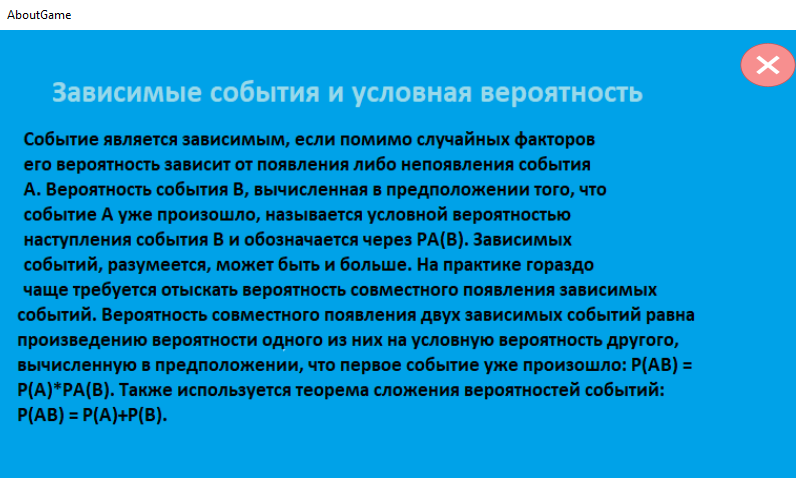 AboutGame
Зависимые события и условная вероятность
Событие является зависимым, если помимо случайных факторов
его вероятность зависит от появления либо непоявления события
А. Вероятность события В, вычисленная в предположении того, что
событие А уже произошло, называется условной вероятностью
наступления события В и обозначается через PA(B). Зависимых
событий, разумеется, может быть и больше. На практике гораздо
чаще требуется отыскать вероятность совместного появления зависимых
событий. Вероятность совместного появления двух зависимых событий равна
произведению вероятности одного из них на условную вероятность другого,
вычисленную в предположении, что первое событие уже произошло: P(AB) =
P(A)*PA(B). Также используется теорема сложения вероятностей событий:
P(AB) = P(A)+P(B).